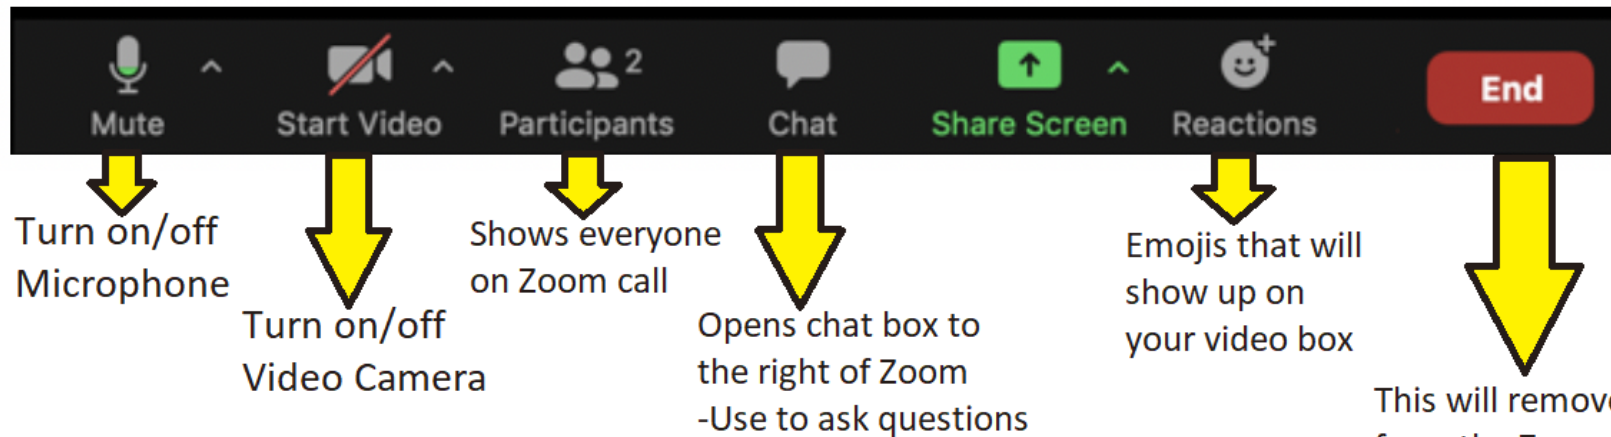 Mute
Start Video
Participants
2
Chat
Share Screen
Reactions
End
Turn on/off
Microphone
Turn on/off
Video Camera
Shows everyone
on Zoom call
Opens chat box to
the right of Zoom
-Use to ask questions
Emojis that will
show up on
your video box
This will